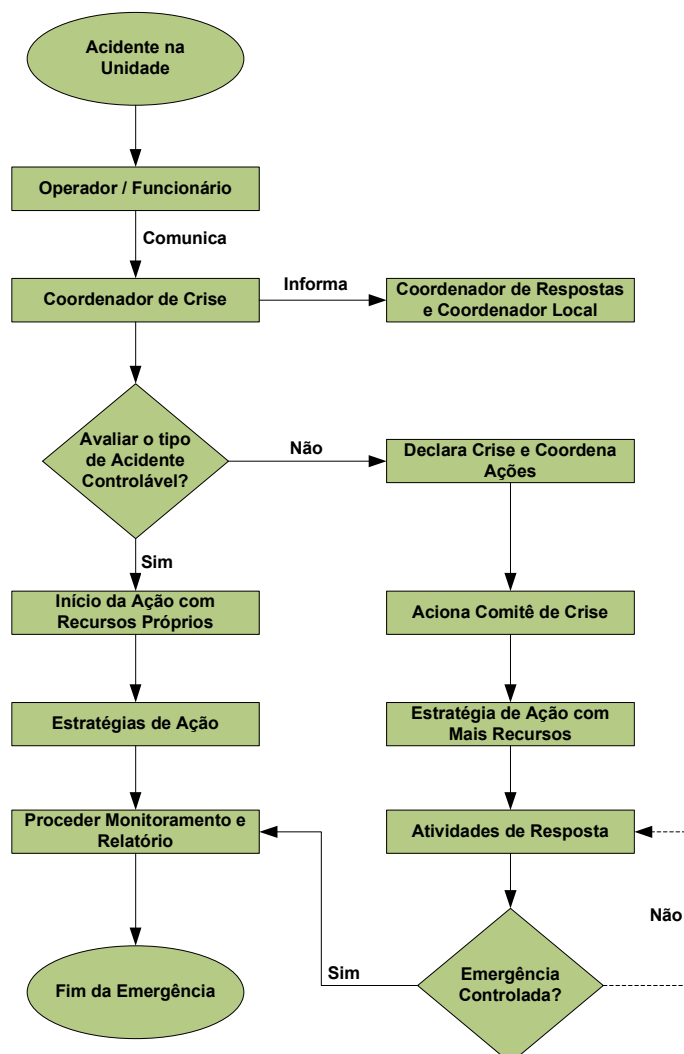 Acidente na
Unidade
Operador / Funcionário
Comunica
Coordenador de Crise
Informa
Coordenador de Respostas
e Coordenador Local
Avaliar o tipo
de Acidente
Controlável?
Não
Declara Crise e Coordena
Ações
Sim
Início da Ação com
Recursos Próprios
Aciona Comitê de Crise
Estratégias de Ação
Estratégia de Ação com
Mais Recursos
Proceder Monitoramento e
Relatório
Atividades de Resposta
Não
Fim da Emergência
Sim
Emergência
Controlada?